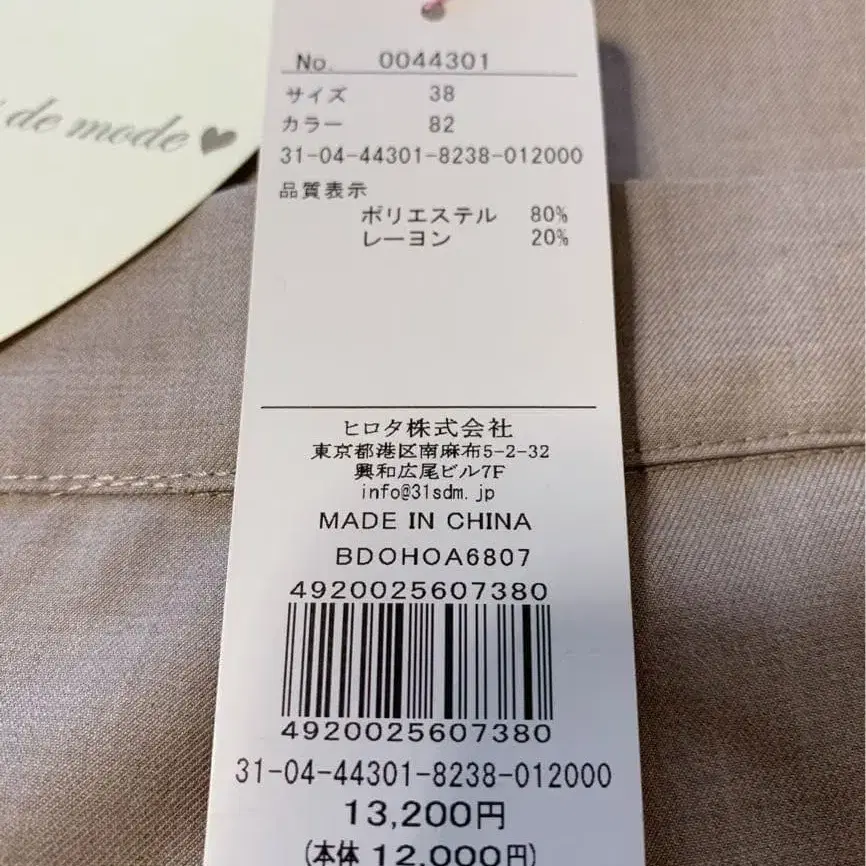 de mode♥
No. 0044301
サイズ 38
カラー 82
31-04-44301-8238-012000
品質表示
ポリエステル 80%
レーヨン 20%
ヒロタ株式会社
東京都港区南麻布5-2-32
興和広尾ビル7F
info@31sdm.jp
MADE IN CHINA
BDOHOA6807
4920025607380
4920025607380
31-04-44301-8238-012000
13,200円
(本体 12,000円)